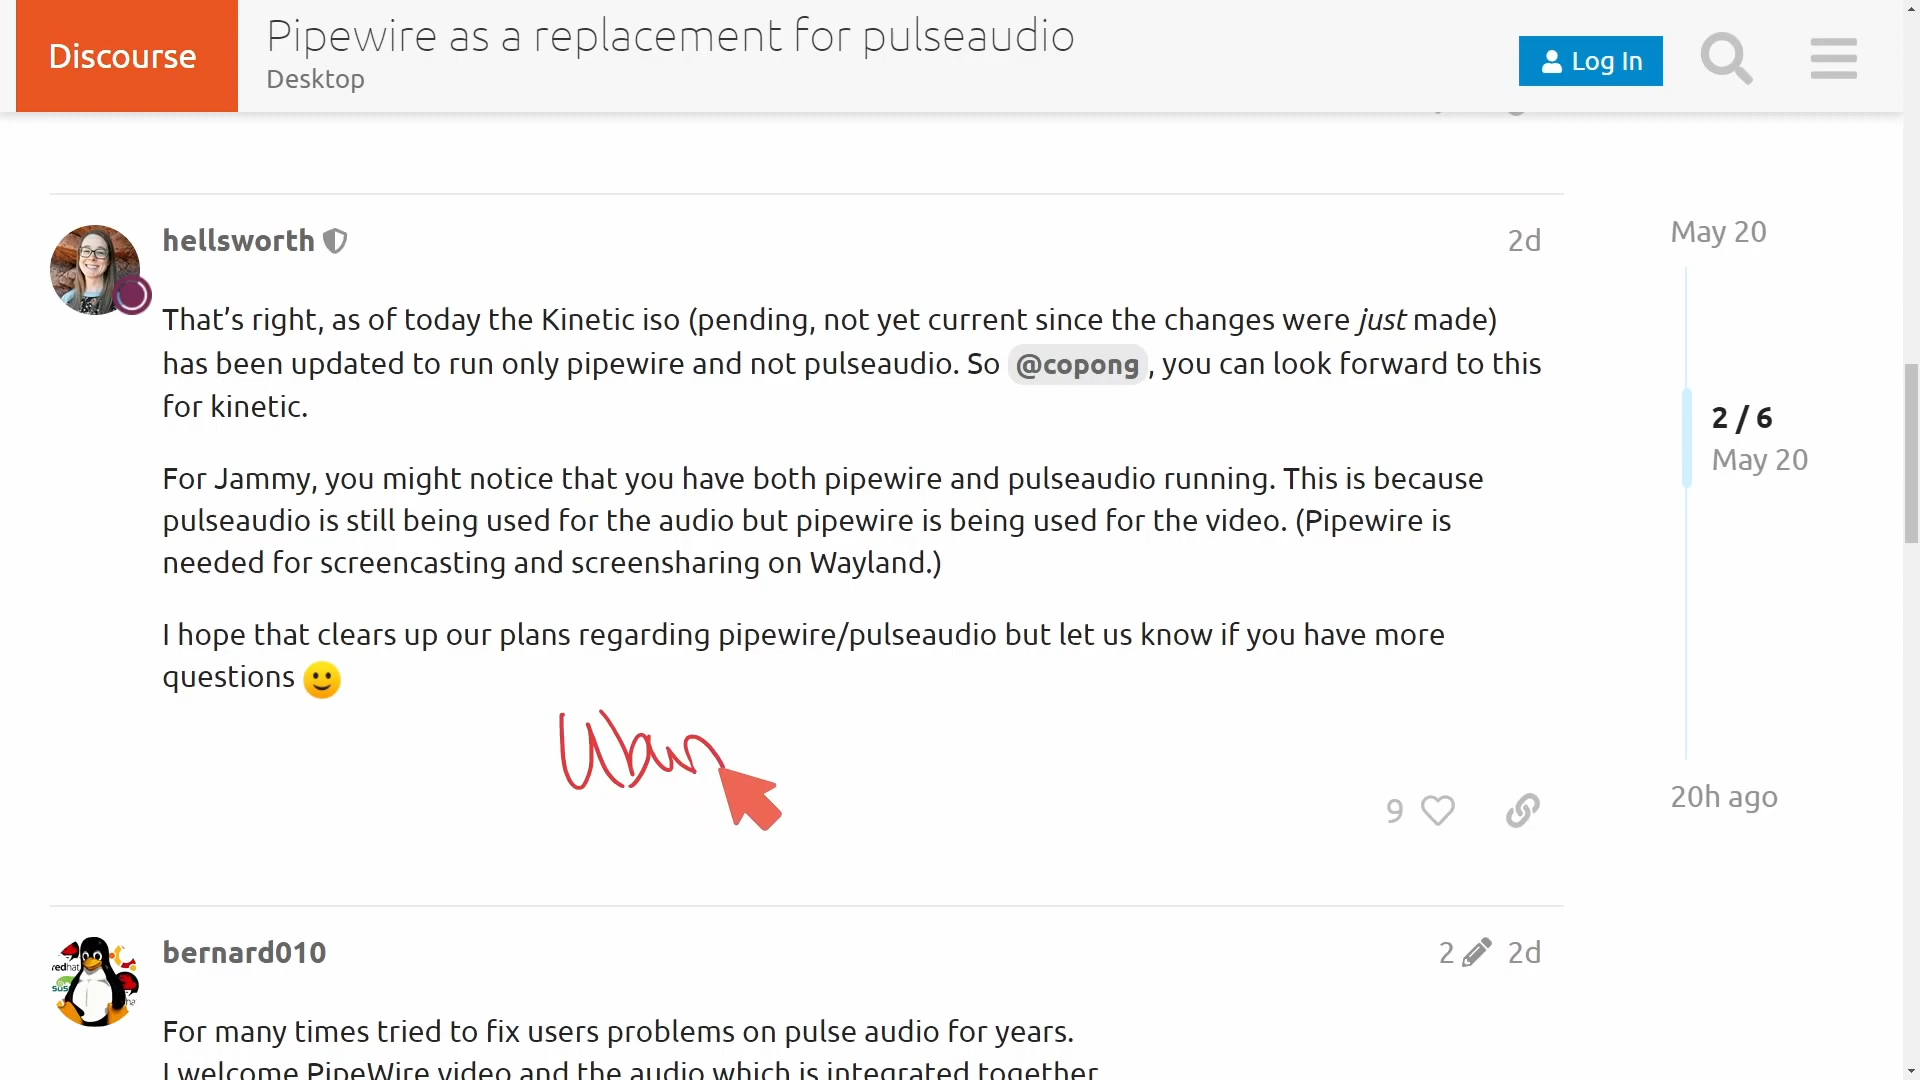 Discourse
Pipewire as a replacement for pulseaudio
Desktop
Log In
hellsworth
2d
That’s right, as of today the Kinetic iso (pending, not yet current since the changes were just made)
has been updated to run only pipewire and not pulseaudio. So @copong, you can look forward to this
for kinetic.
For Jammy, you might notice that you have both pipewire and pulseaudio running. This is because
pulseaudio is still being used for the audio but pipewire is being used for the video. (Pipewire is
needed for screencasting and screensharing on Wayland.)
I hope that clears up our plans regarding pipewire/pulseaudio but let us know if you have more
questions
9
May 20
2 / 6
May 20
20h ago
bernard010
2
2d
redhat
For many times tried to fix users problems on pulse audio for years.
I welcome PipeWire video and the audio which is integrated together